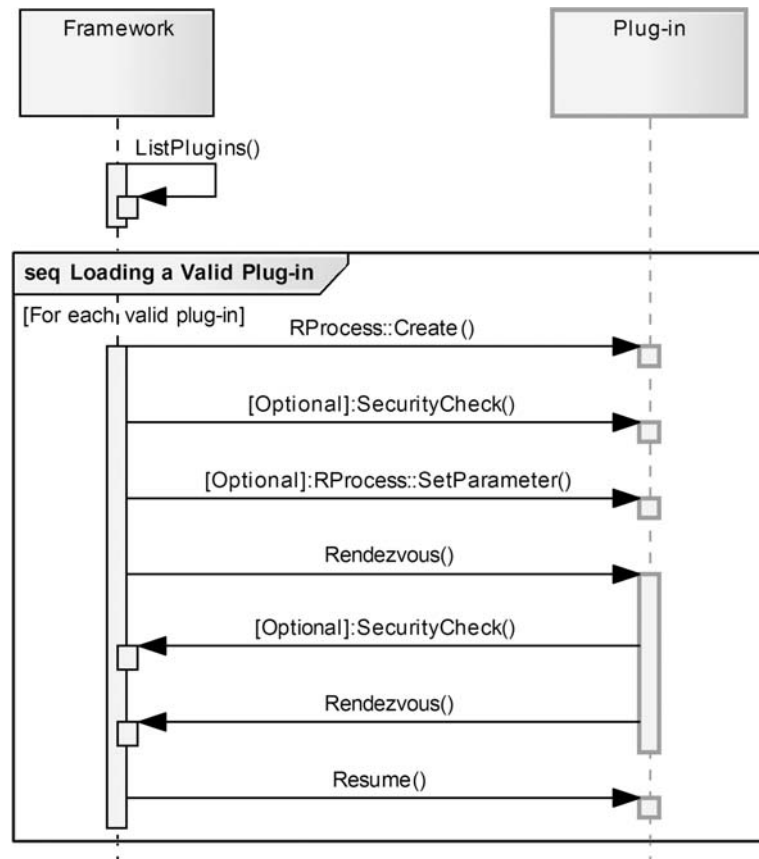 Framework
Plug-in
ListPlugins()
seq Loading a Valid Plug-in
[For each valid plug-in]
RProcess::Create()
[Optional]:SecurityCheck()
[Optional]:RProcess::SetParameter()
Rendezvous()
[Optional]:SecurityCheck()
Rendezvous()
Resume()